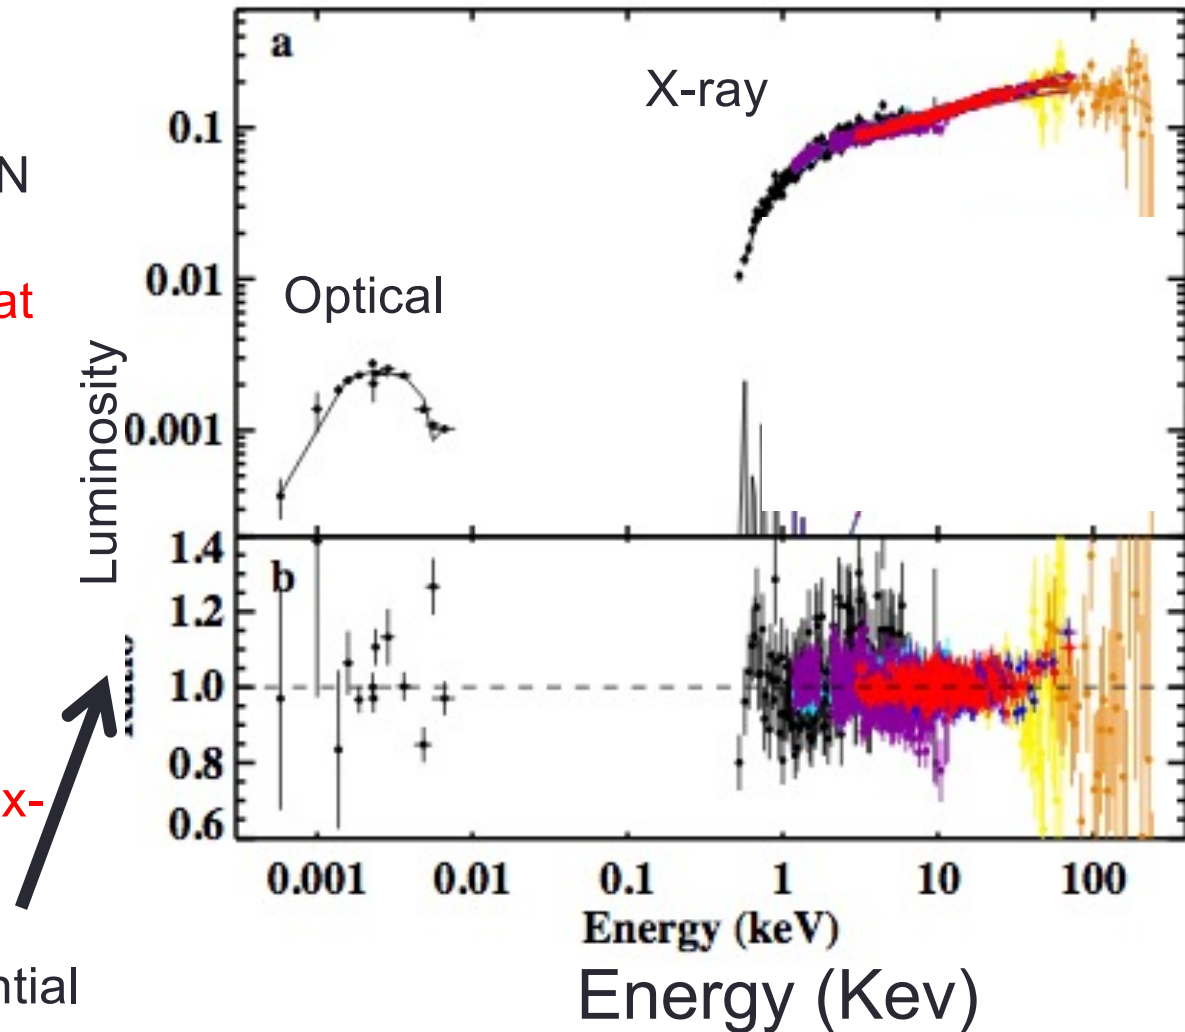 a
X-ray
0.1
N
at
0.01
Optical
Luminosity
0.001
1.4
b
1.2
1.0
0.8
x-
0.6
0.001 0.01 0.1 1 10 100
Energy (keV)
ntial
Energy (Kev)